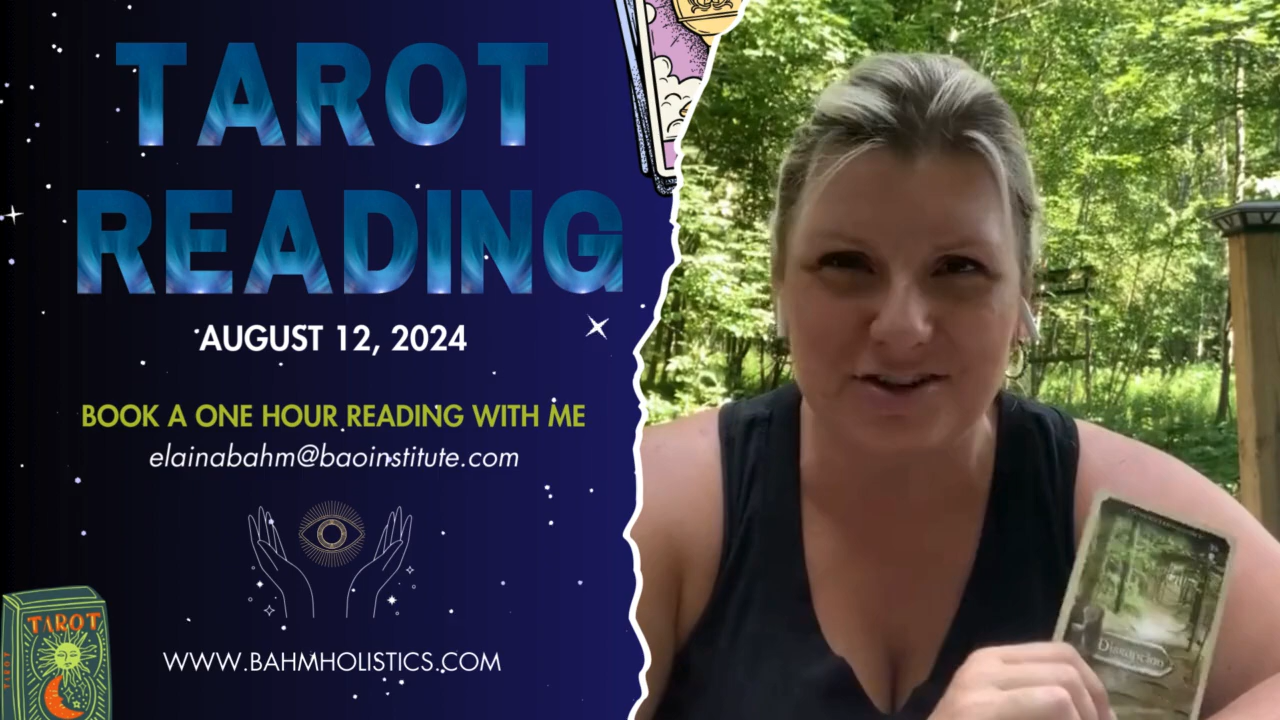 TAROT
READING
AUGUST 12, 2024
BOOK A ONE HOUR READING WITH ME
elainabahm@baoinstitute.com
WWW.BAHMHOLISTICS.COM
TAROT
TAROT
Disruption